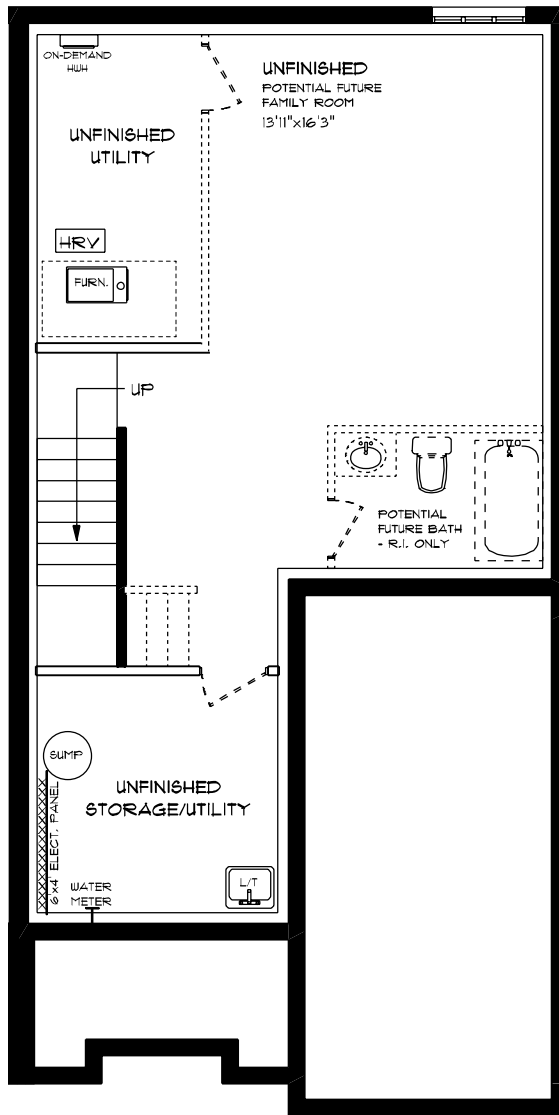 ON-DEMAND
HWH
UNFINISHED
POTENTIAL FUTURE
FAMILY ROOM
13'11"x16'3"
UNFINISHED
UTILITY
HRV
FURN.
UP
POTENTIAL
FUTURE BATH
- R.I. ONLY
SUMP
UNFINISHED
STORAGE/UTILITY
6'x4' ELECT. PANEL
WATER
METER
L/T